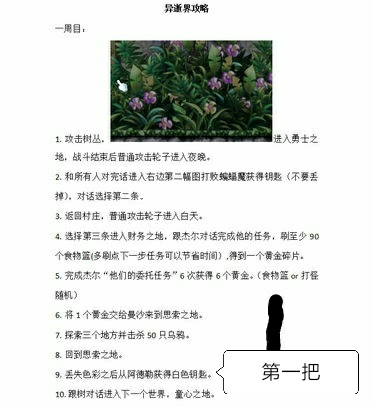 异逝界攻略
一周目：
1. 攻击树丛，进入勇士之
地，战斗结束后普通攻击轮子进入夜晚。
2. 和所有人对完话进入右边第二幅图打败蝙蝠魔获得钥匙（不要丢
掉），对话选择第二条．
3. 返回村庄，普通攻击轮子进入白天。
4. 选择第三条进入财务之地，跟杰尔对话完成他的任务，刷至少 90
个食物篮(多刷点下一步任务可以节省时间），得到一个黄金碎片。
5. 完成杰尔“他们的委托任务”6 次获得 6 个黄金。（食物篮 or 打怪
随机）
6. 将 1 个黄金交给曼沙来到思索之地。
7. 探索三个地方并击杀 50 只乌鸦。
8. 回到思索之地。
9. 丢失色彩之后从阿德勒获得白色钥匙。
第一把
10. 跟树对话进入下一个世界，童心之地。